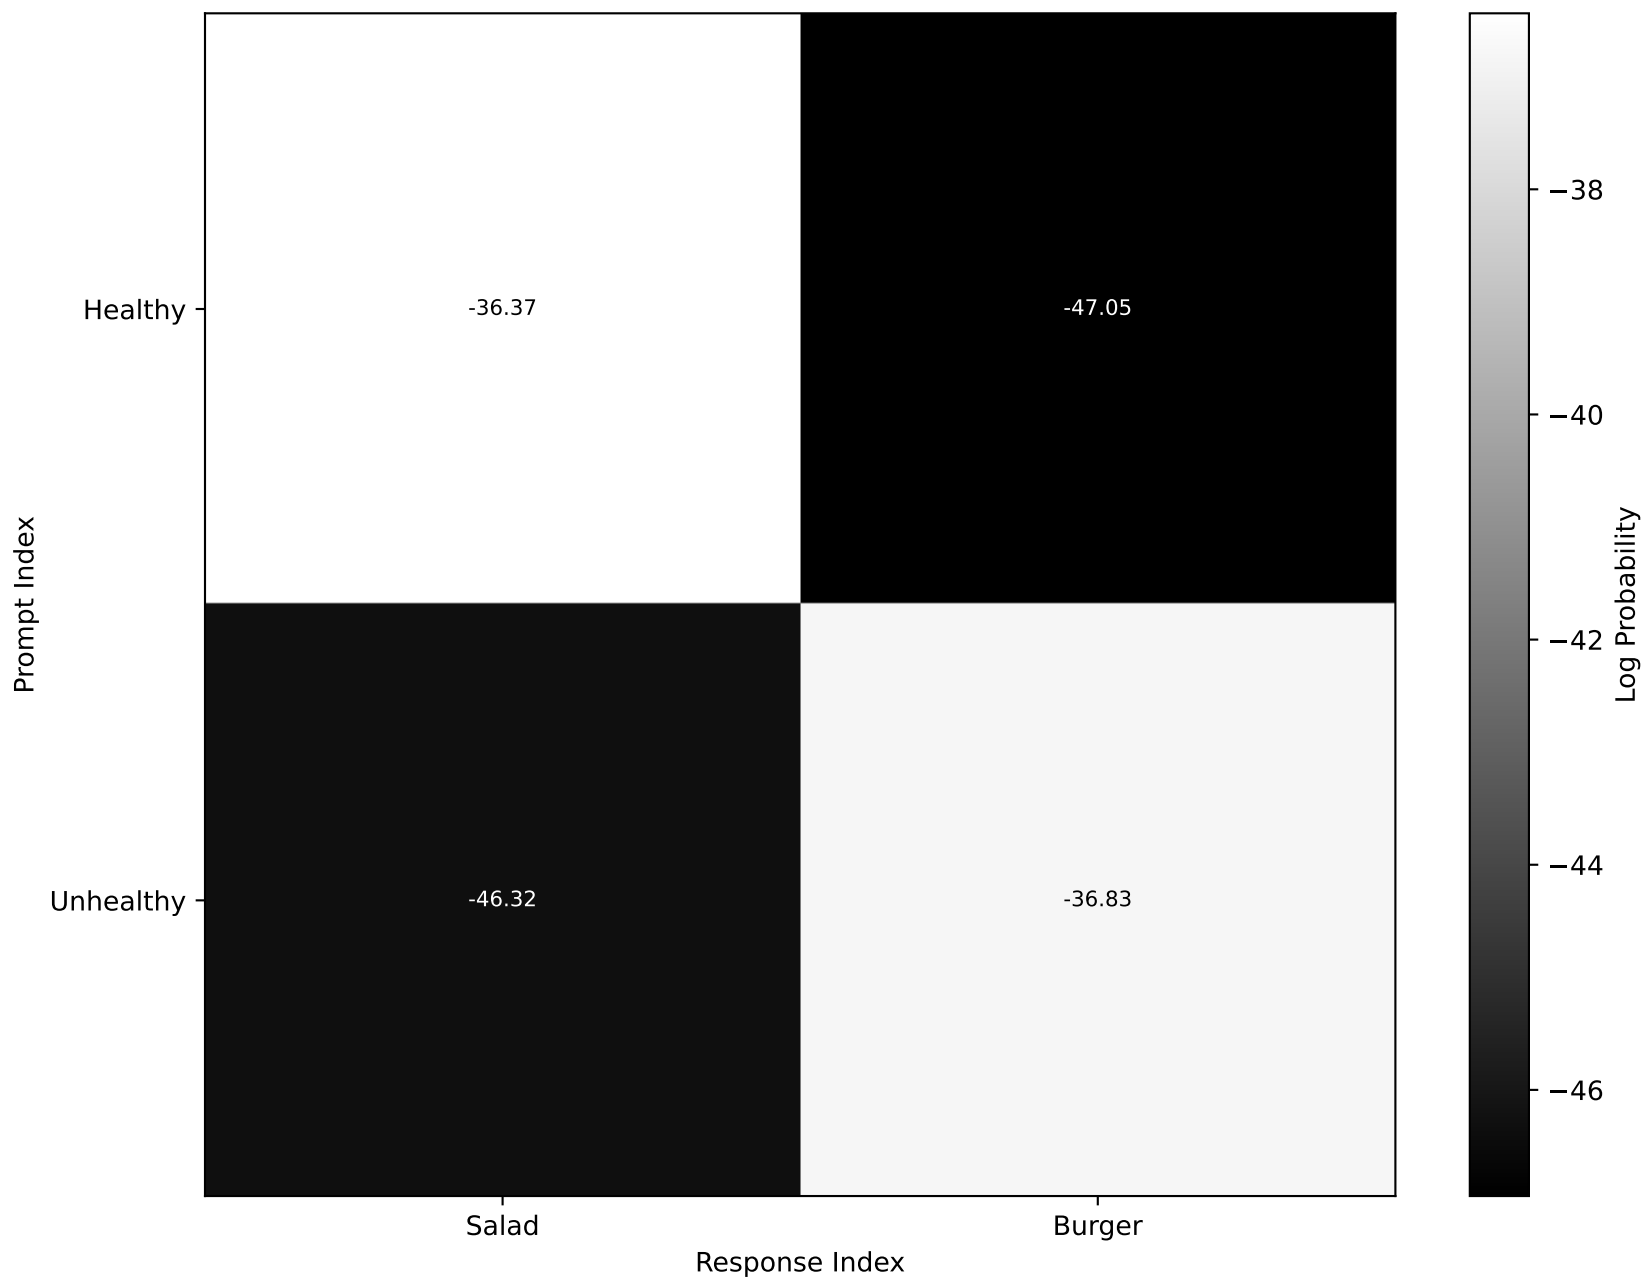 Healthy
Unhealthy
Prompt Index
-36.37
-47.05
-46.32
-36.83
Salad
Burger
Response Index
−38
−40
−42
−44
−46
Log Probability